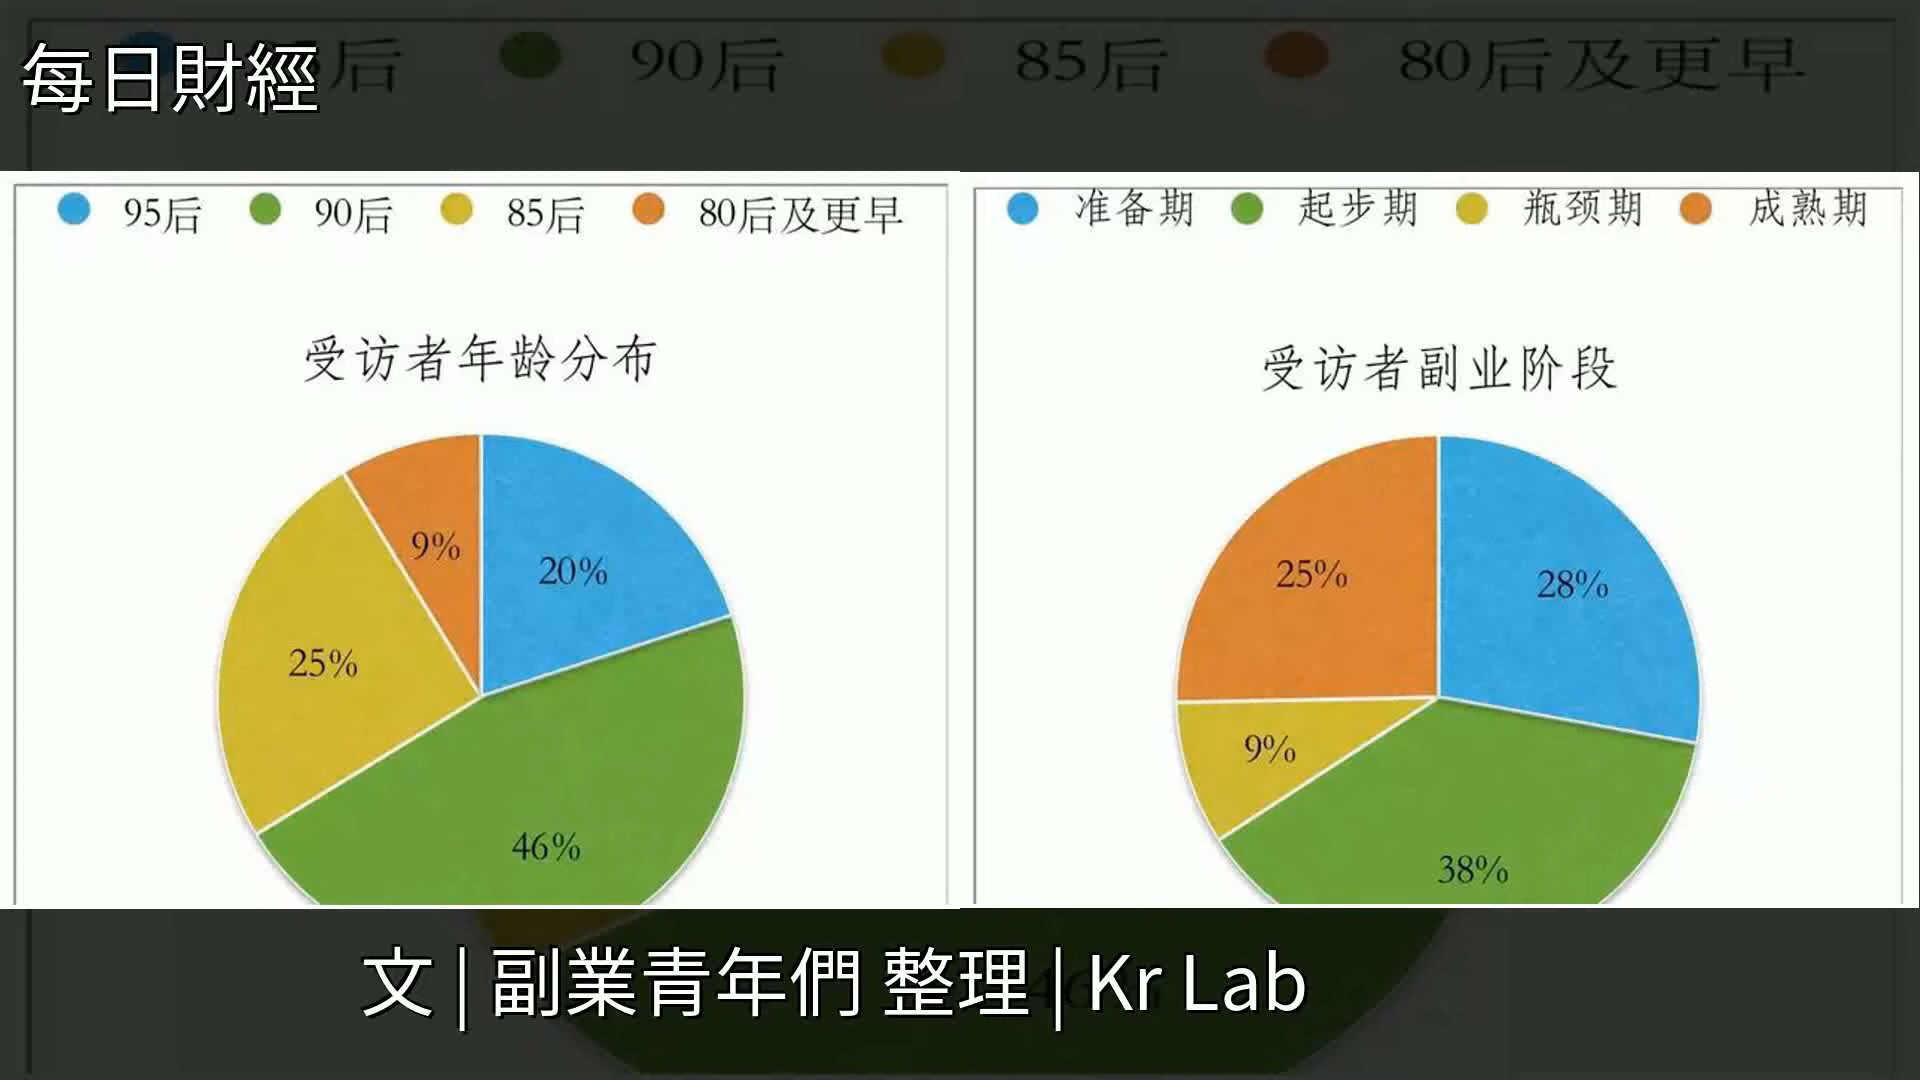 每日財經
后
90后
85后
80后及更早
95后
90后
85后
80后及更早
受访者年龄分布
9%
20%
25%
46%
准备期
起步期
瓶颈期
成熟期
受访者副业阶段
25%
28%
9%
38%
文 | 副業青年們 整理 | Kr Lab